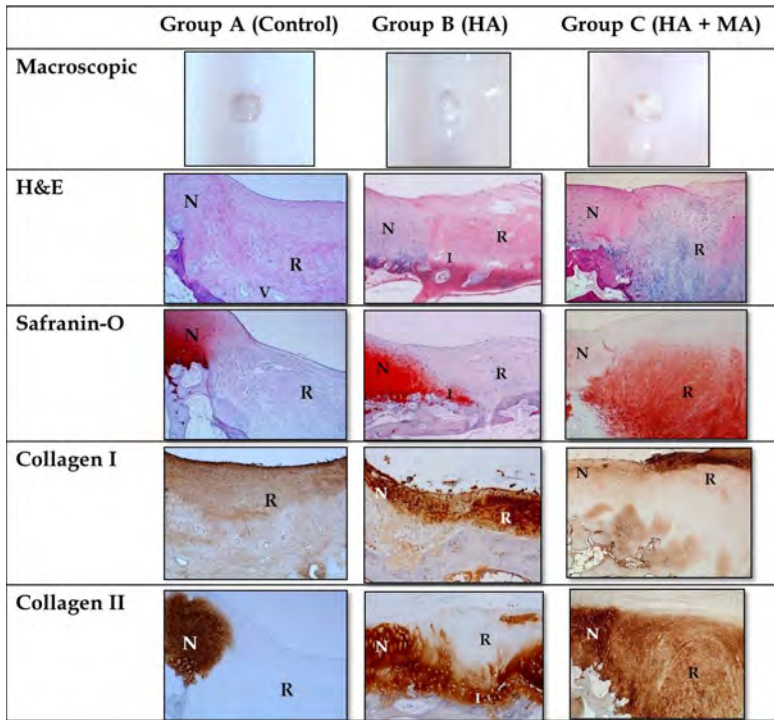 Group A (Control) Group B (HA) Group C (HA + MA)
Macroscopic
H&E
N
R
V
N
I
R
N
R
Safranin-O
N
R
N
I
R
N
R
Collagen I
R
N
R
N
R
Collagen II
N
R
N
R
I
N
R